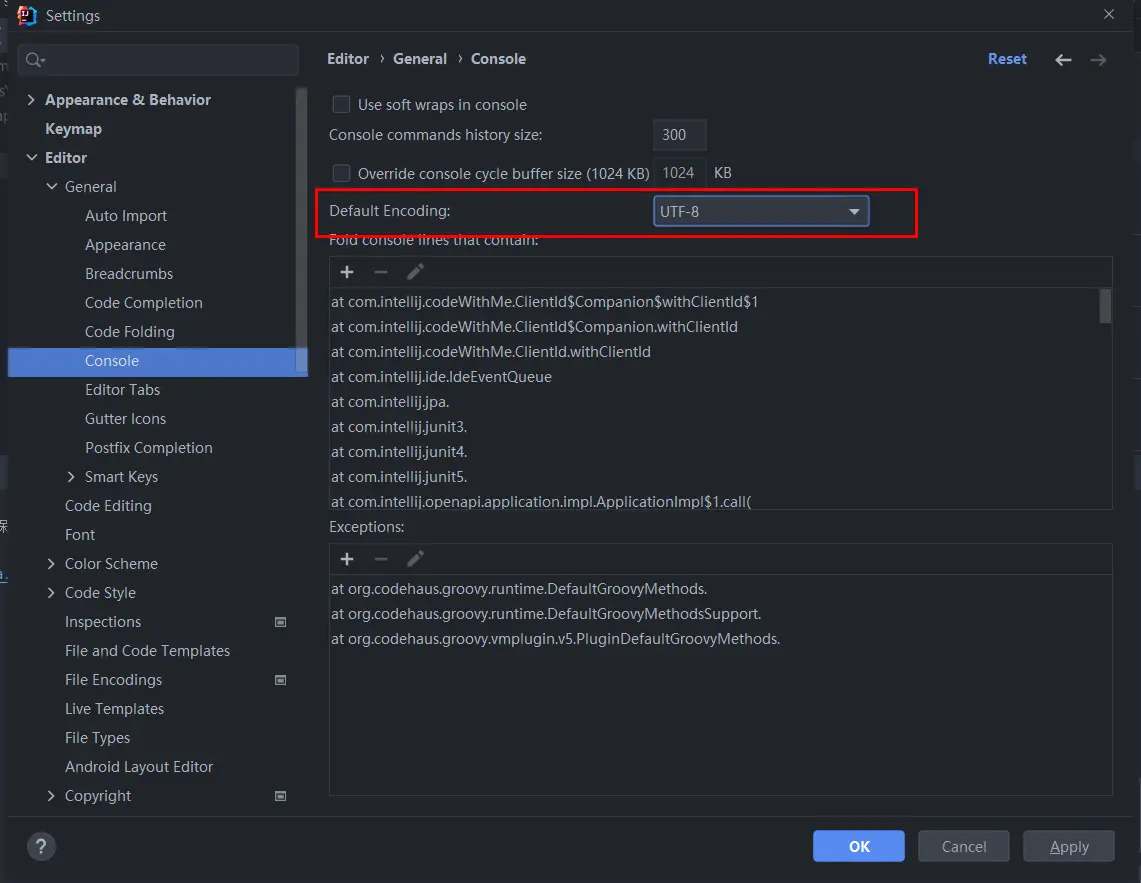 Settings
Editor › General › Console
Reset
Appearance & Behavior
Keymap
Editor
General
Auto Import
Appearance
Breadcrumbs
Code Completion
Code Folding
Console
Editor Tabs
Gutter Icons
Postfix Completion
Smart Keys
Code Editing
Font
Color Scheme
Code Style
Inspections
File and Code Templates
File Encodings
Live Templates
File Types
Android Layout Editor
Copyright
Use soft wraps in console
Console commands history size: 300
Override console cycle buffer size (1024 KB) 1024 KB
Default Encoding: UTF-8
Fold console lines that contain:
at com.intellij.codeWithMe.ClientId$Companion$withClientId$1
at com.intellij.codeWithMe.ClientId$Companion.withClientId
at com.intellij.codeWithMe.ClientId.withClientId
at com.intellij.ide.IdeEventQueue
at com.intellij.jpa.
at com.intellij.junit3.
at com.intellij.junit4.
at com.intellij.junit5.
at com.intellij.openapi.application.impl.ApplicationImpl$1.call(
Exceptions:
at org.codehaus.groovy.runtime.DefaultGroovyMethods.
at org.codehaus.groovy.runtime.DefaultGroovyMethodsSupport.
at org.codehaus.groovy.vmplugin.v5.PluginDefaultGroovyMethods.
?
OK
Cancel
Apply